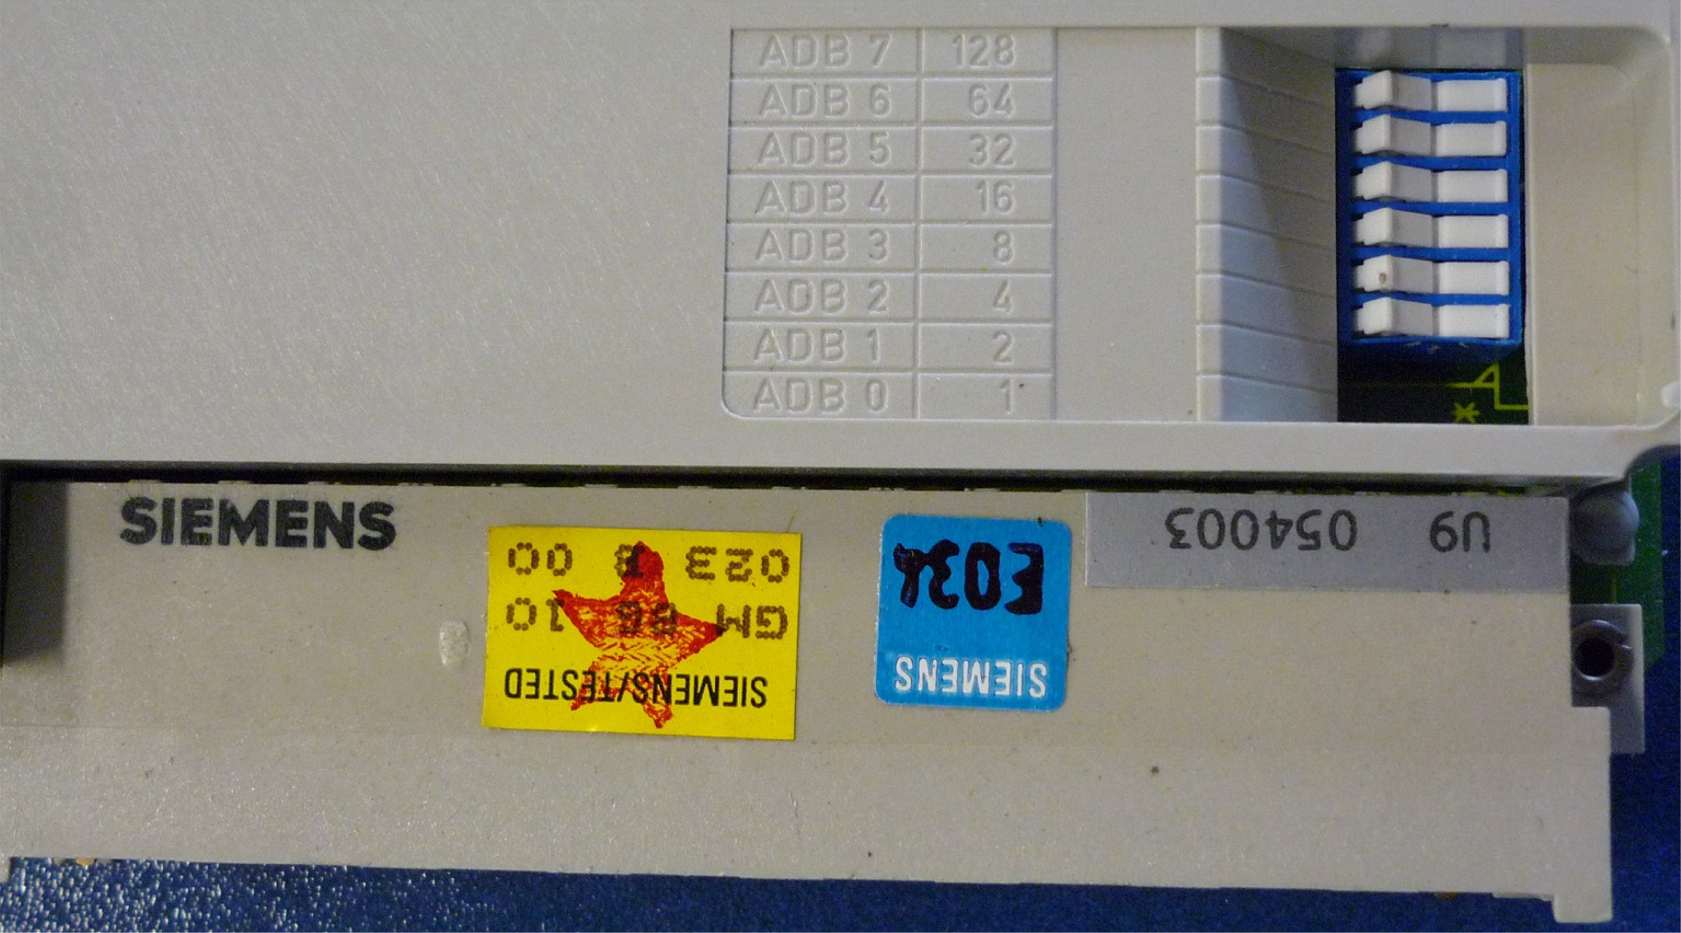 ADB 7 128
ADB 6 64
ADB 5 32
ADB 4 16
ADB 3 8
ADB 2 4
ADB 1 2
ADB 0 1
SIEMENS
SIEMENS/TESTED
GM 10
023 00
SIEMENS
E03
U9 054003